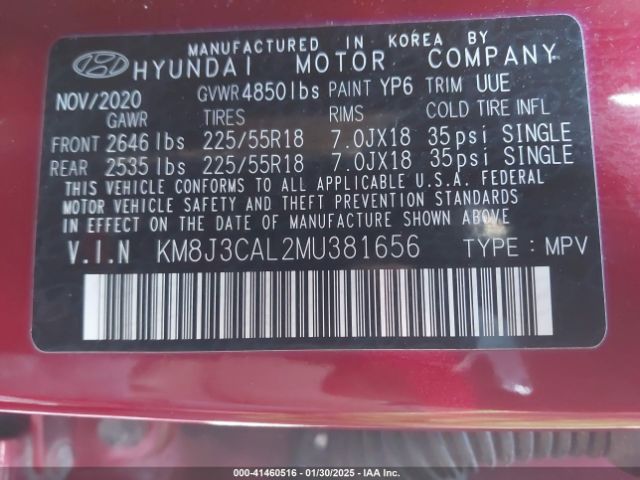 MANUFACTURED IN KOREA BY
HYUNDAI MOTOR COMPANY
NOV/2020 GVWR 4850 lbs PAINT YP6 TRIM UUE
GAWR TIRES RIMS COLD TIRE INFL
FRONT 2646 lbs 225/55R18 7.0JX18 35psi SINGLE
REAR 2535 lbs 225/55R18 7.0JX18 35psi SINGLE
THIS VEHICLE CONFORMS TO ALL APPLICABLE U.S.A. FEDERAL
MOTOR VEHICLE SAFETY AND THEFT PREVENTION STANDARDS
IN EFFECT ON THE DATE OF MANUFACTURE SHOWN ABOVE.
V.I.N KM8J3CAL2MU381656 TYPE : MPV
000-41460516 - 01/30/2025 - IAA Inc.